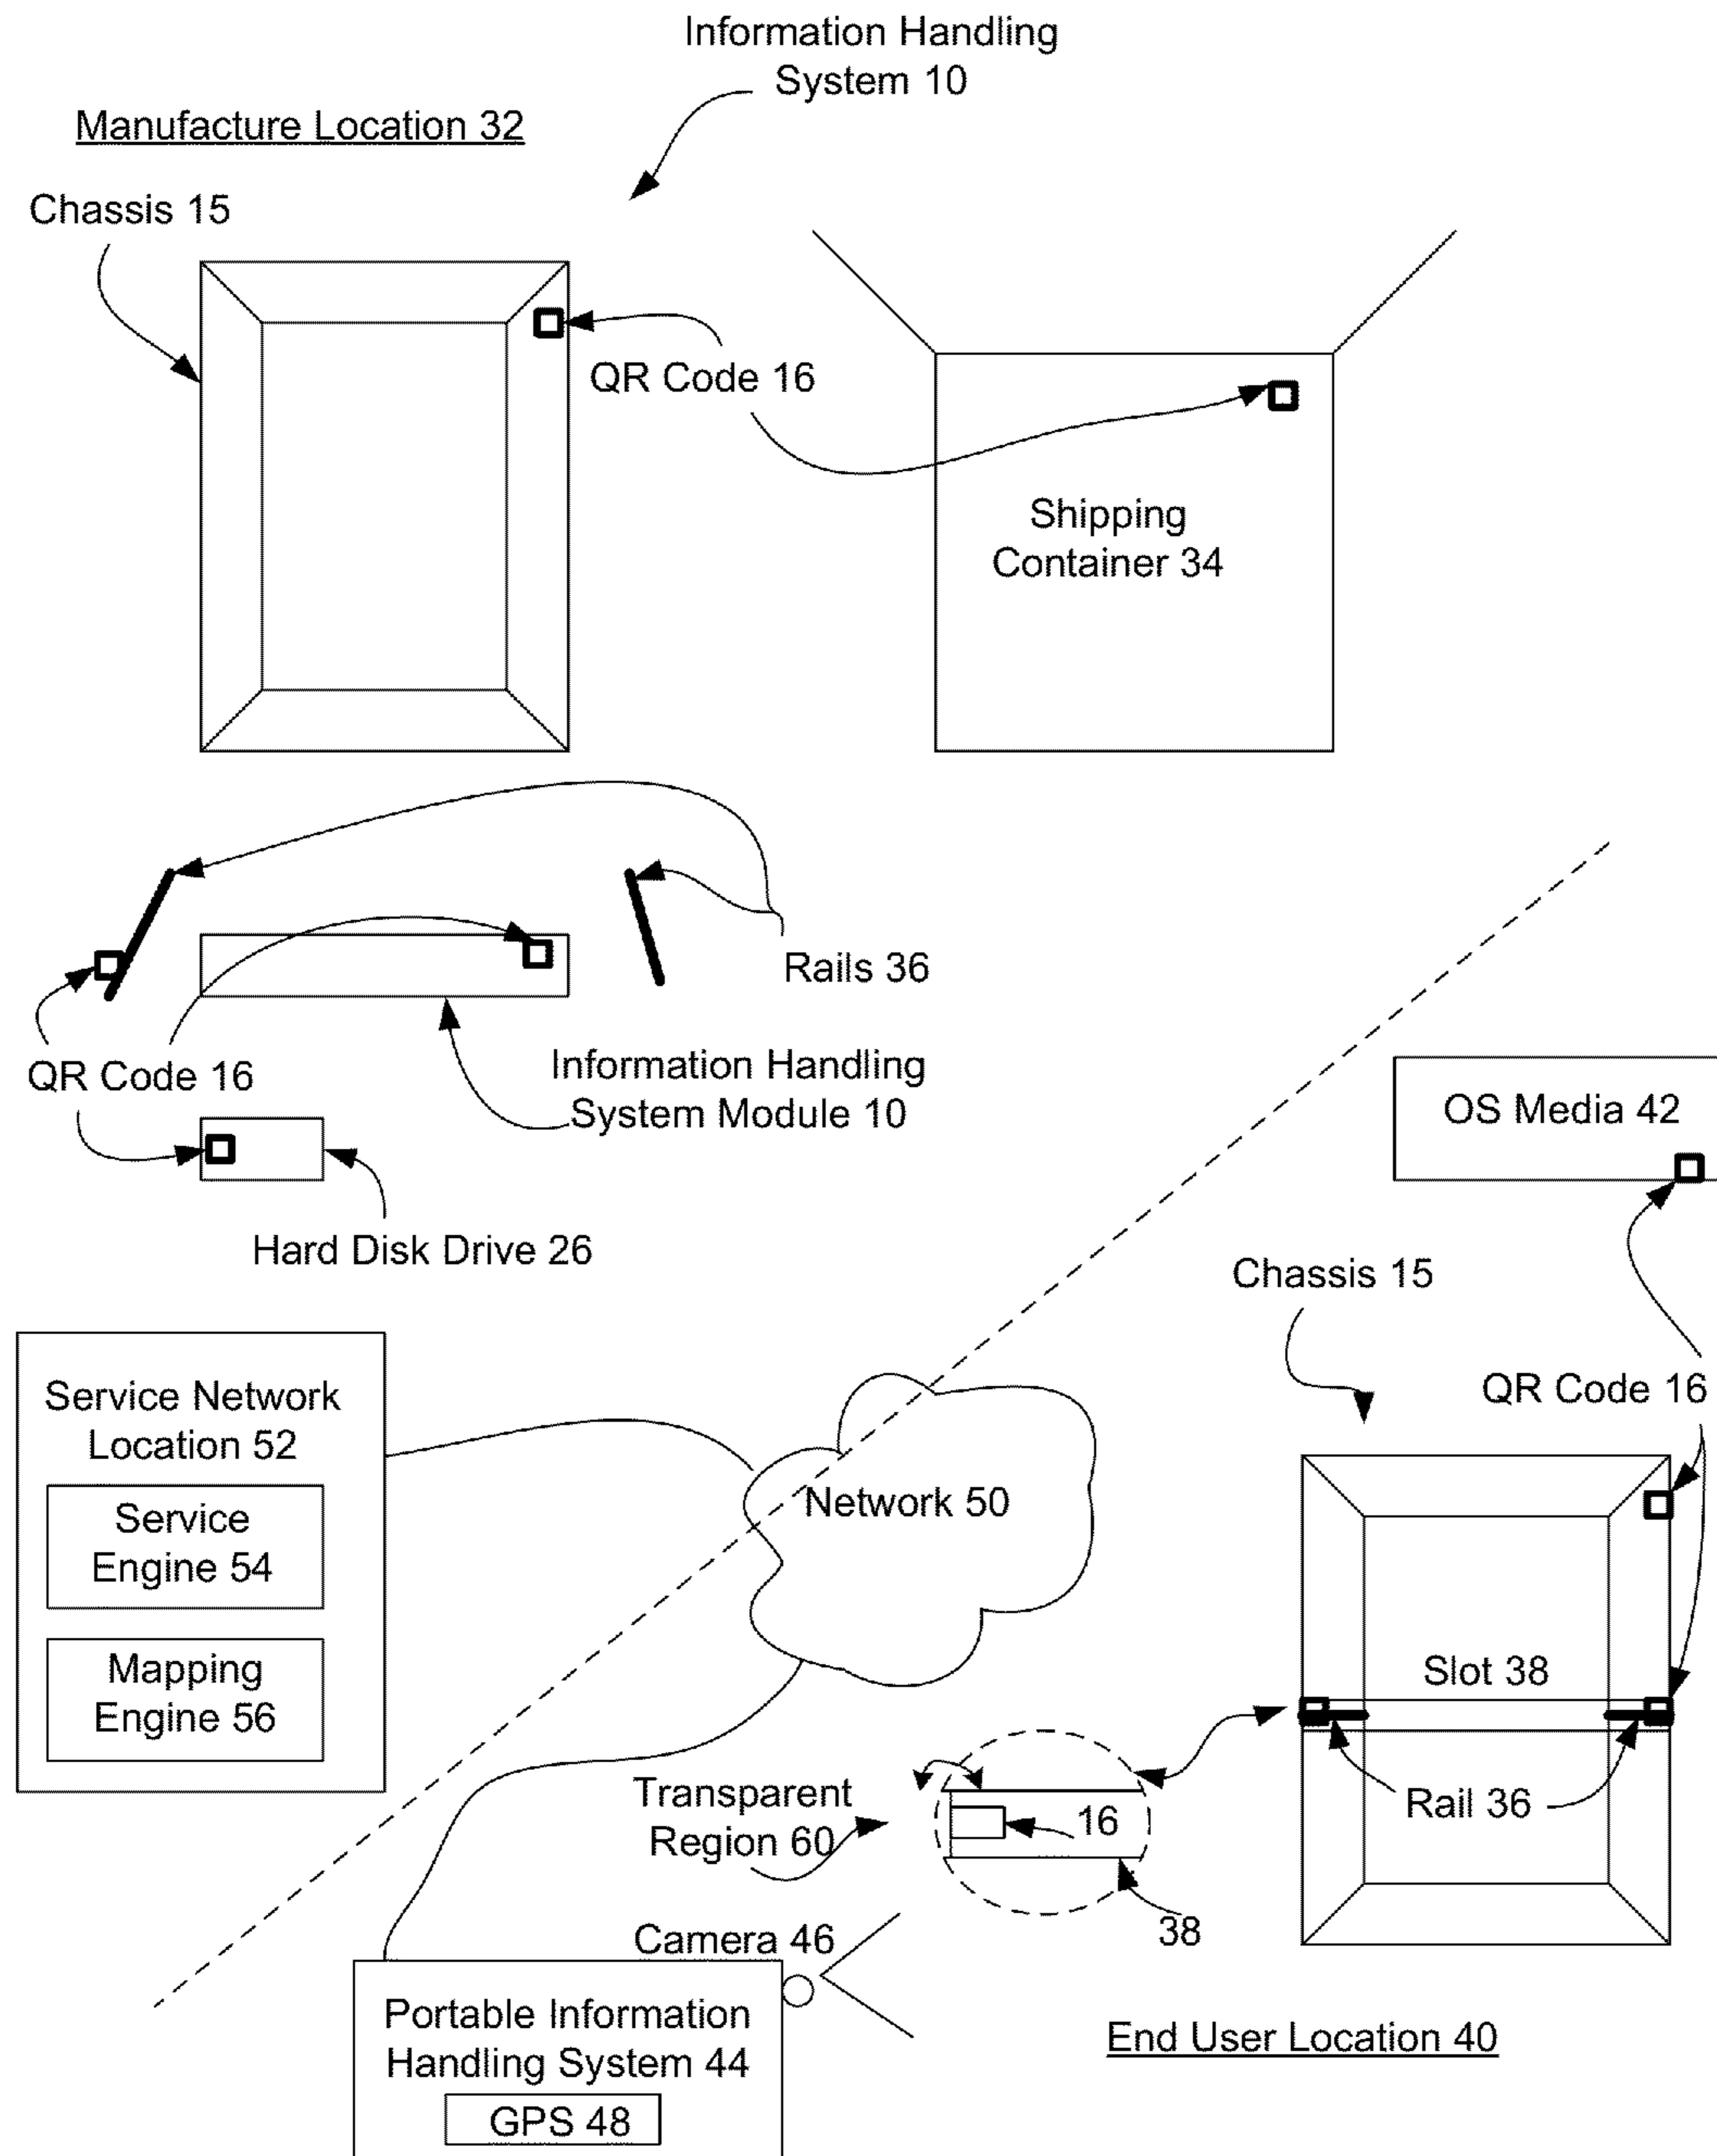 Information Handling
System 10
Manufacture Location 32
Chassis 15
QR Code 16
Shipping
Container 34
Rails 36
QR Code 16
Information Handling
System Module 10
Hard Disk Drive 26
OS Media 42
Chassis 15
QR Code 16
Service Network
Location 52
Service
Engine 54
Mapping
Engine 56
Network 50
Slot 38
Rail 36
Transparent
Region 60
16
38
Camera 46
Portable Information
Handling System 44
GPS 48
End User Location 40